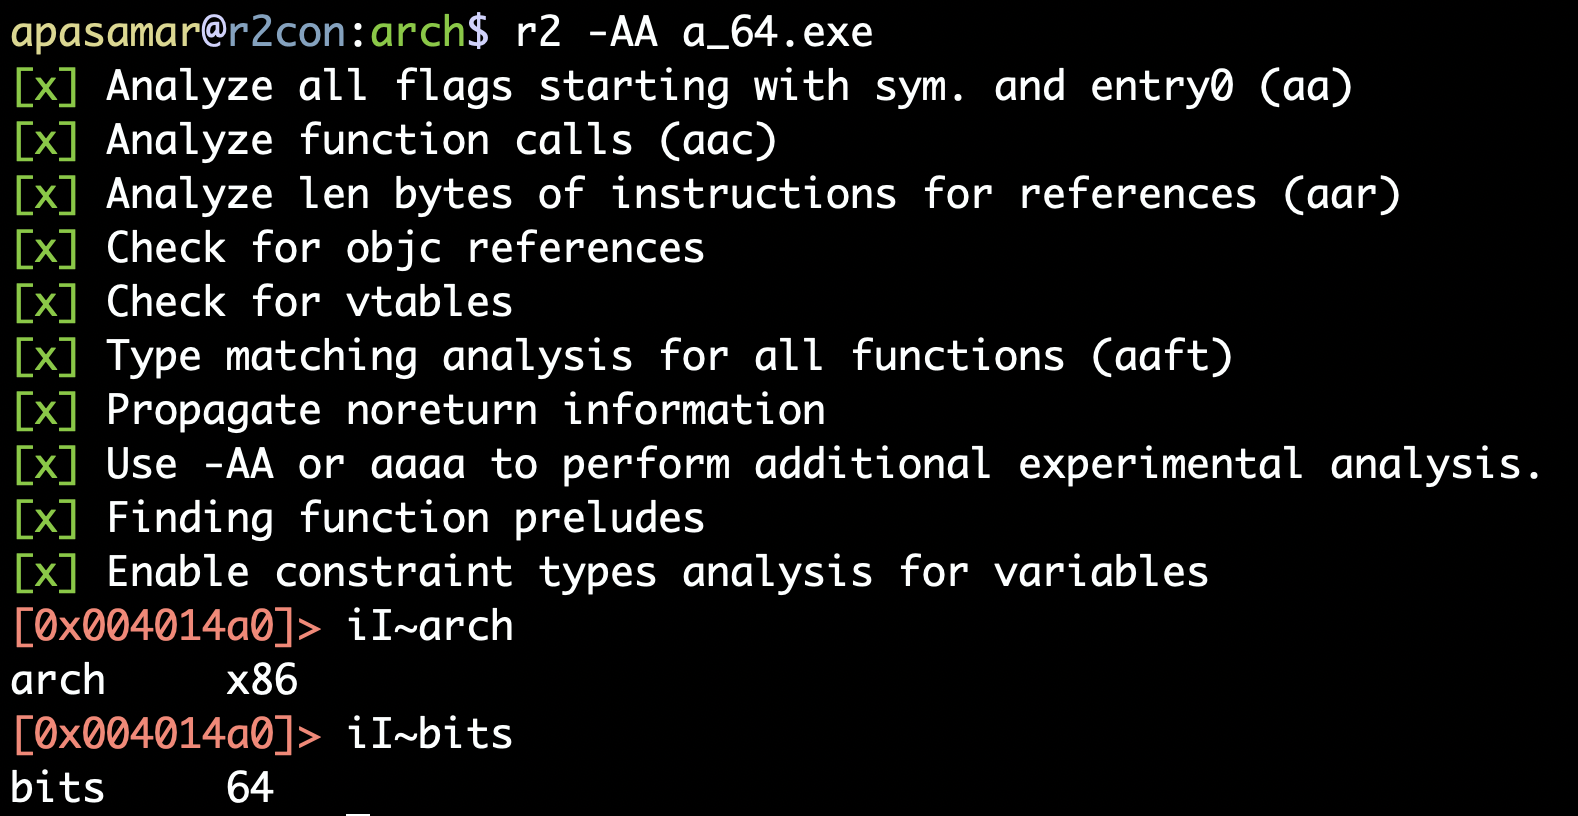 apasamar@r2con:arch$ r2 -AA a_64.exe
[x] Analyze all flags starting with sym. and entry0 (aa)
[x] Analyze function calls (aac)
[x] Analyze len bytes of instructions for references (aar)
[x] Check for objc references
[x] Check for vtables
[x] Type matching analysis for all functions (aaft)
[x] Propagate noreturn information
[x] Use -AA or aaaa to perform additional experimental analysis.
[x] Finding function preludes
[x] Enable constraint types analysis for variables
[0x004014a0]> iI~arch
arch     x86
[0x004014a0]> iI~bits
bits     64